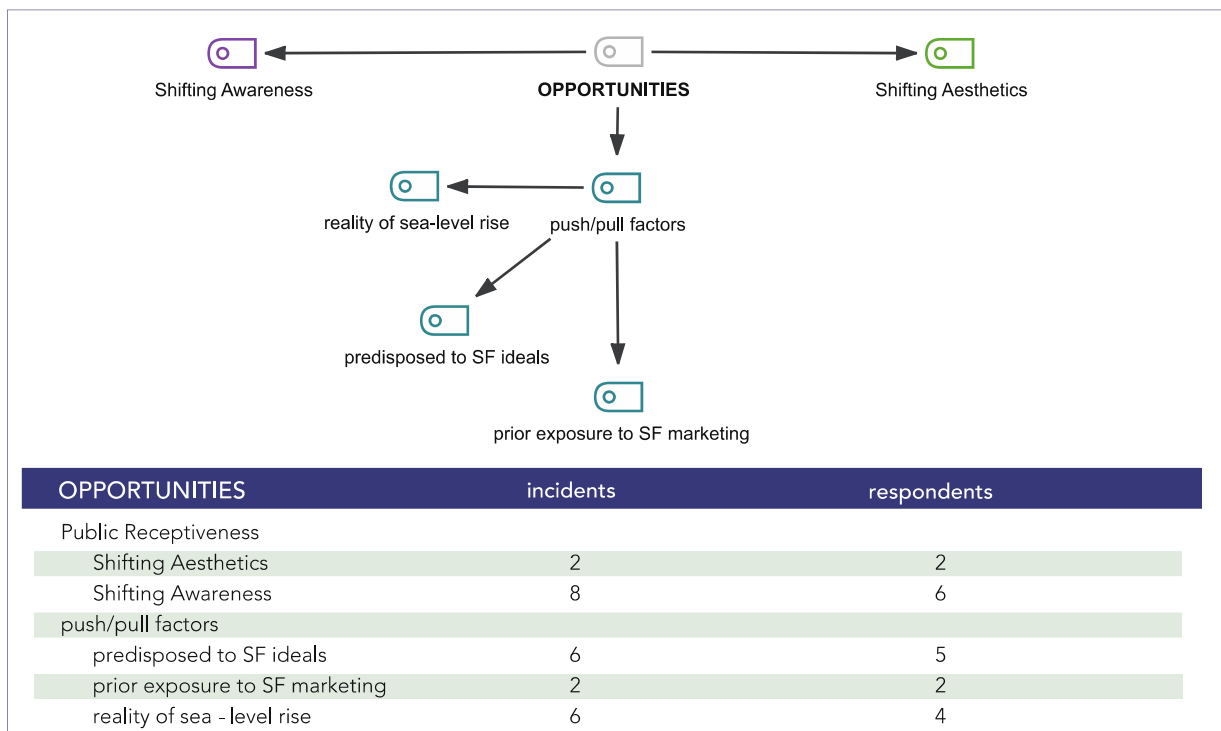 Shifting Awareness
OPPORTUNITIES
Shifting Aesthetics
reality of sea-level rise
push/pull factors
predisposed to SF ideals
prior exposure to SF marketing
OPPORTUNITIES incidents respondents
Public Receptiveness
Shifting Aesthetics 2 2
Shifting Awareness 8 6
push/pull factors
predisposed to SF ideals 6 5
prior exposure to SF marketing 2 2
reality of sea - level rise 6 4